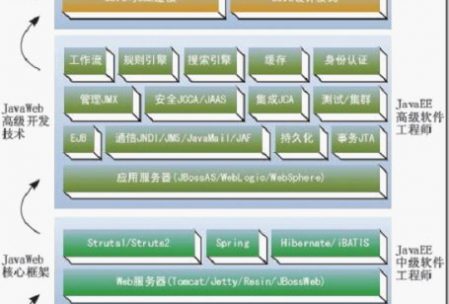 工作流 规则引擎 搜索引擎 缓存 身份认证
管理JMX 安全JCCA/JAAS 集成JCA 测试/集群
EJB 通信JNDI/JMS/JavaMail/JAF 持久化 事务JTA
应用服务器(JBossAS/WebLogic/WebSphere)
JavaWeb
高级开发
技术
JavaEE
高级软件
工程师
Struts1/Struts2 Spring Hibernate/iBATIS
Web服务器(Tomcat/Jetty/Resin/JBossWeb)
JavaWeb
核心框架
JavaEE
中级软件
工程师